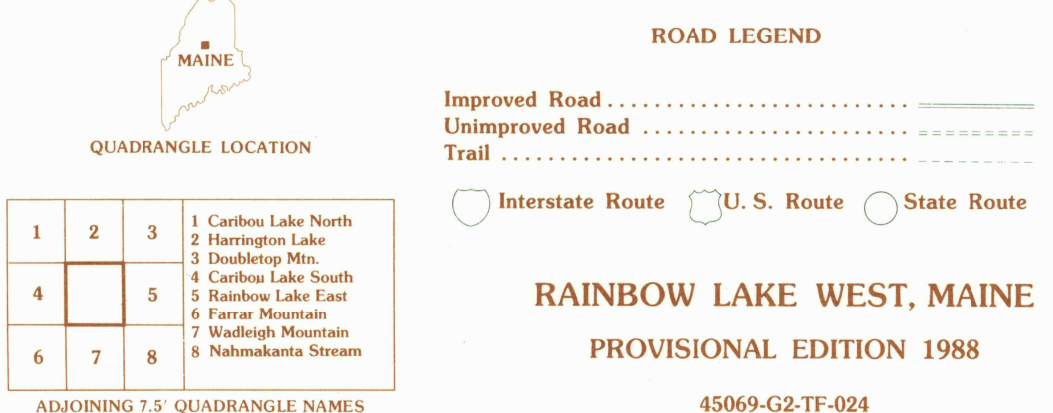 MAINE
QUADRANGLE LOCATION
ROAD LEGEND
Improved Road
Unimproved Road
Trail
Interstate Route
U. S. Route
State Route
1 2 3
4 5
6 7 8
1 Caribou Lake North
2 Harrington Lake
3 Doubletop Mtn.
4 Caribou Lake South
5 Rainbow Lake East
6 Farrar Mountain
7 Wadleigh Mountain
8 Nahmakanta Stream
ADJOINING 7.5′ QUADRANGLE NAMES
RAINBOW LAKE WEST, MAINE
PROVISIONAL EDITION 1988
45069-G2-TF-024